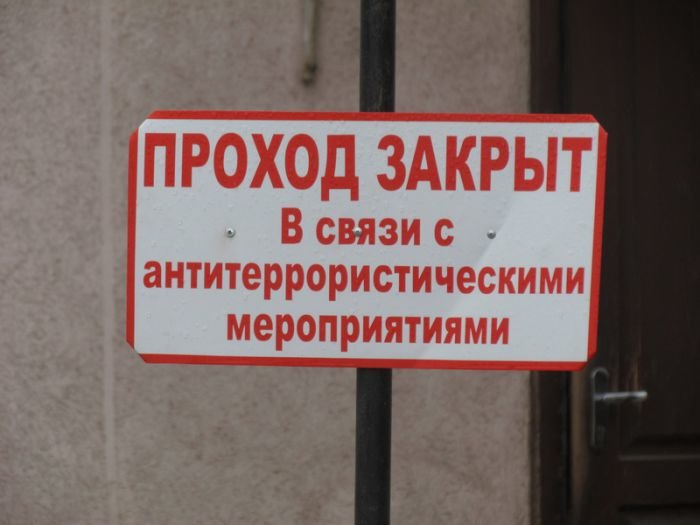 ПРОХОД ЗАКРЫТ
В связи с
антитеррористическими
мероприятиями